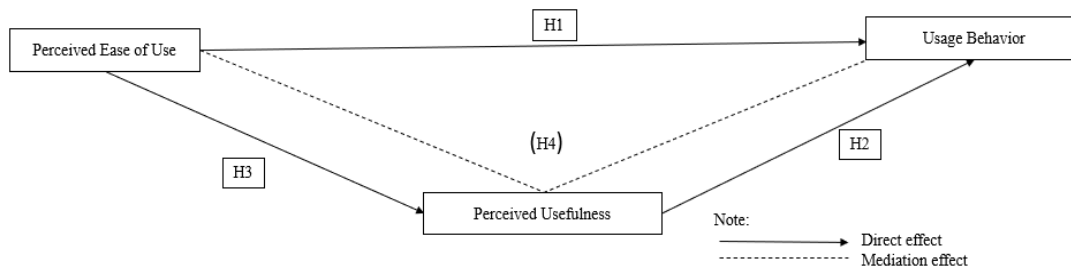 H1
Perceived Ease of Use
Usage Behavior
(H4)
H2
H3
Perceived Usefulness
Note:
Direct effect
Mediation effect